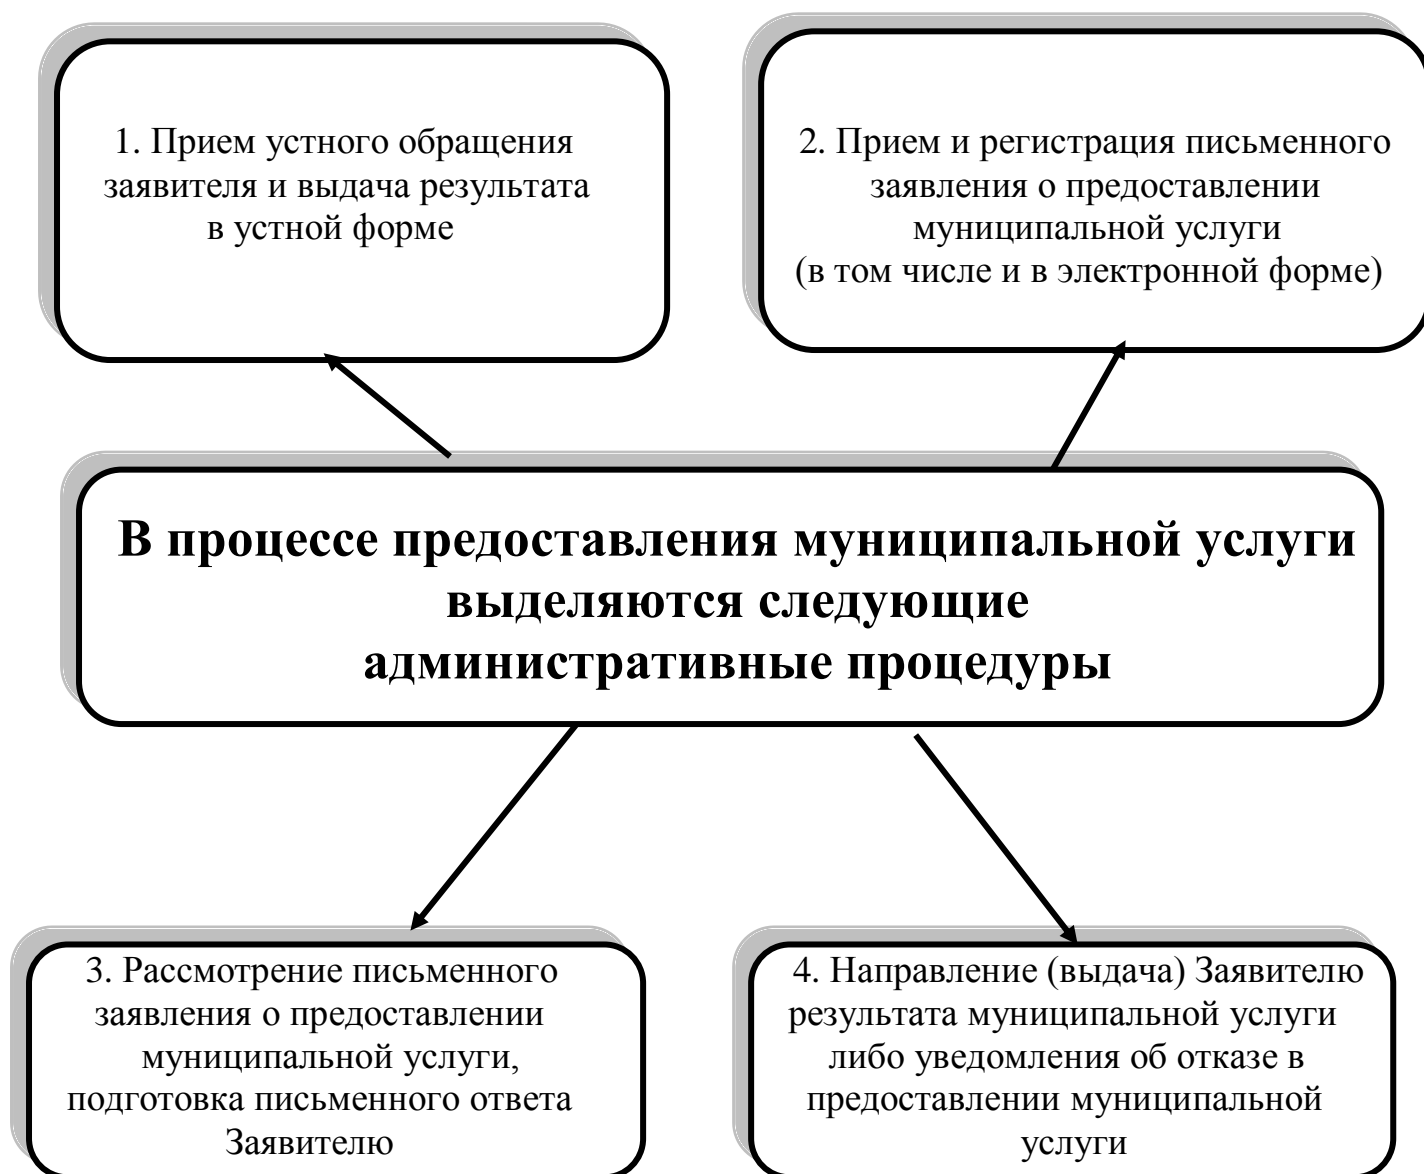 1. Прием устного обращения
заявителя и выдача результата
в устной форме
2. Прием и регистрация письменного
заявления о предоставлении
муниципальной услуги
(в том числе и в электронной форме)
В процессе предоставления муниципальной услуги
выделяются следующие
административные процедуры
3. Рассмотрение письменного
заявления о предоставлении
муниципальной услуги,
подготовка письменного ответа
Заявителю
4. Направление (выдача) Заявителю
результата муниципальной услуги
либо уведомления об отказе в
предоставлении муниципальной
услуги